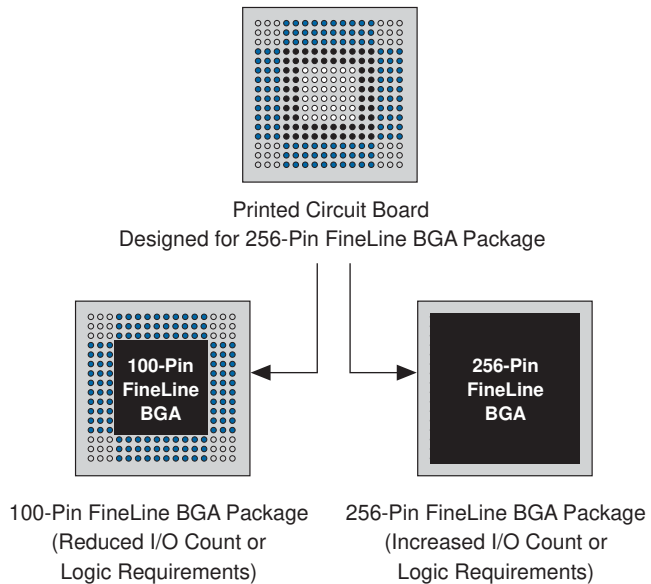 Printed Circuit Board
Designed for 256-Pin FineLine BGA Package
100-Pin
FineLine
BGA
256-Pin
FineLine
BGA
100-Pin FineLine BGA Package
(Reduced I/O Count or
Logic Requirements)
256-Pin FineLine BGA Package
(Increased I/O Count or
Logic Requirements)